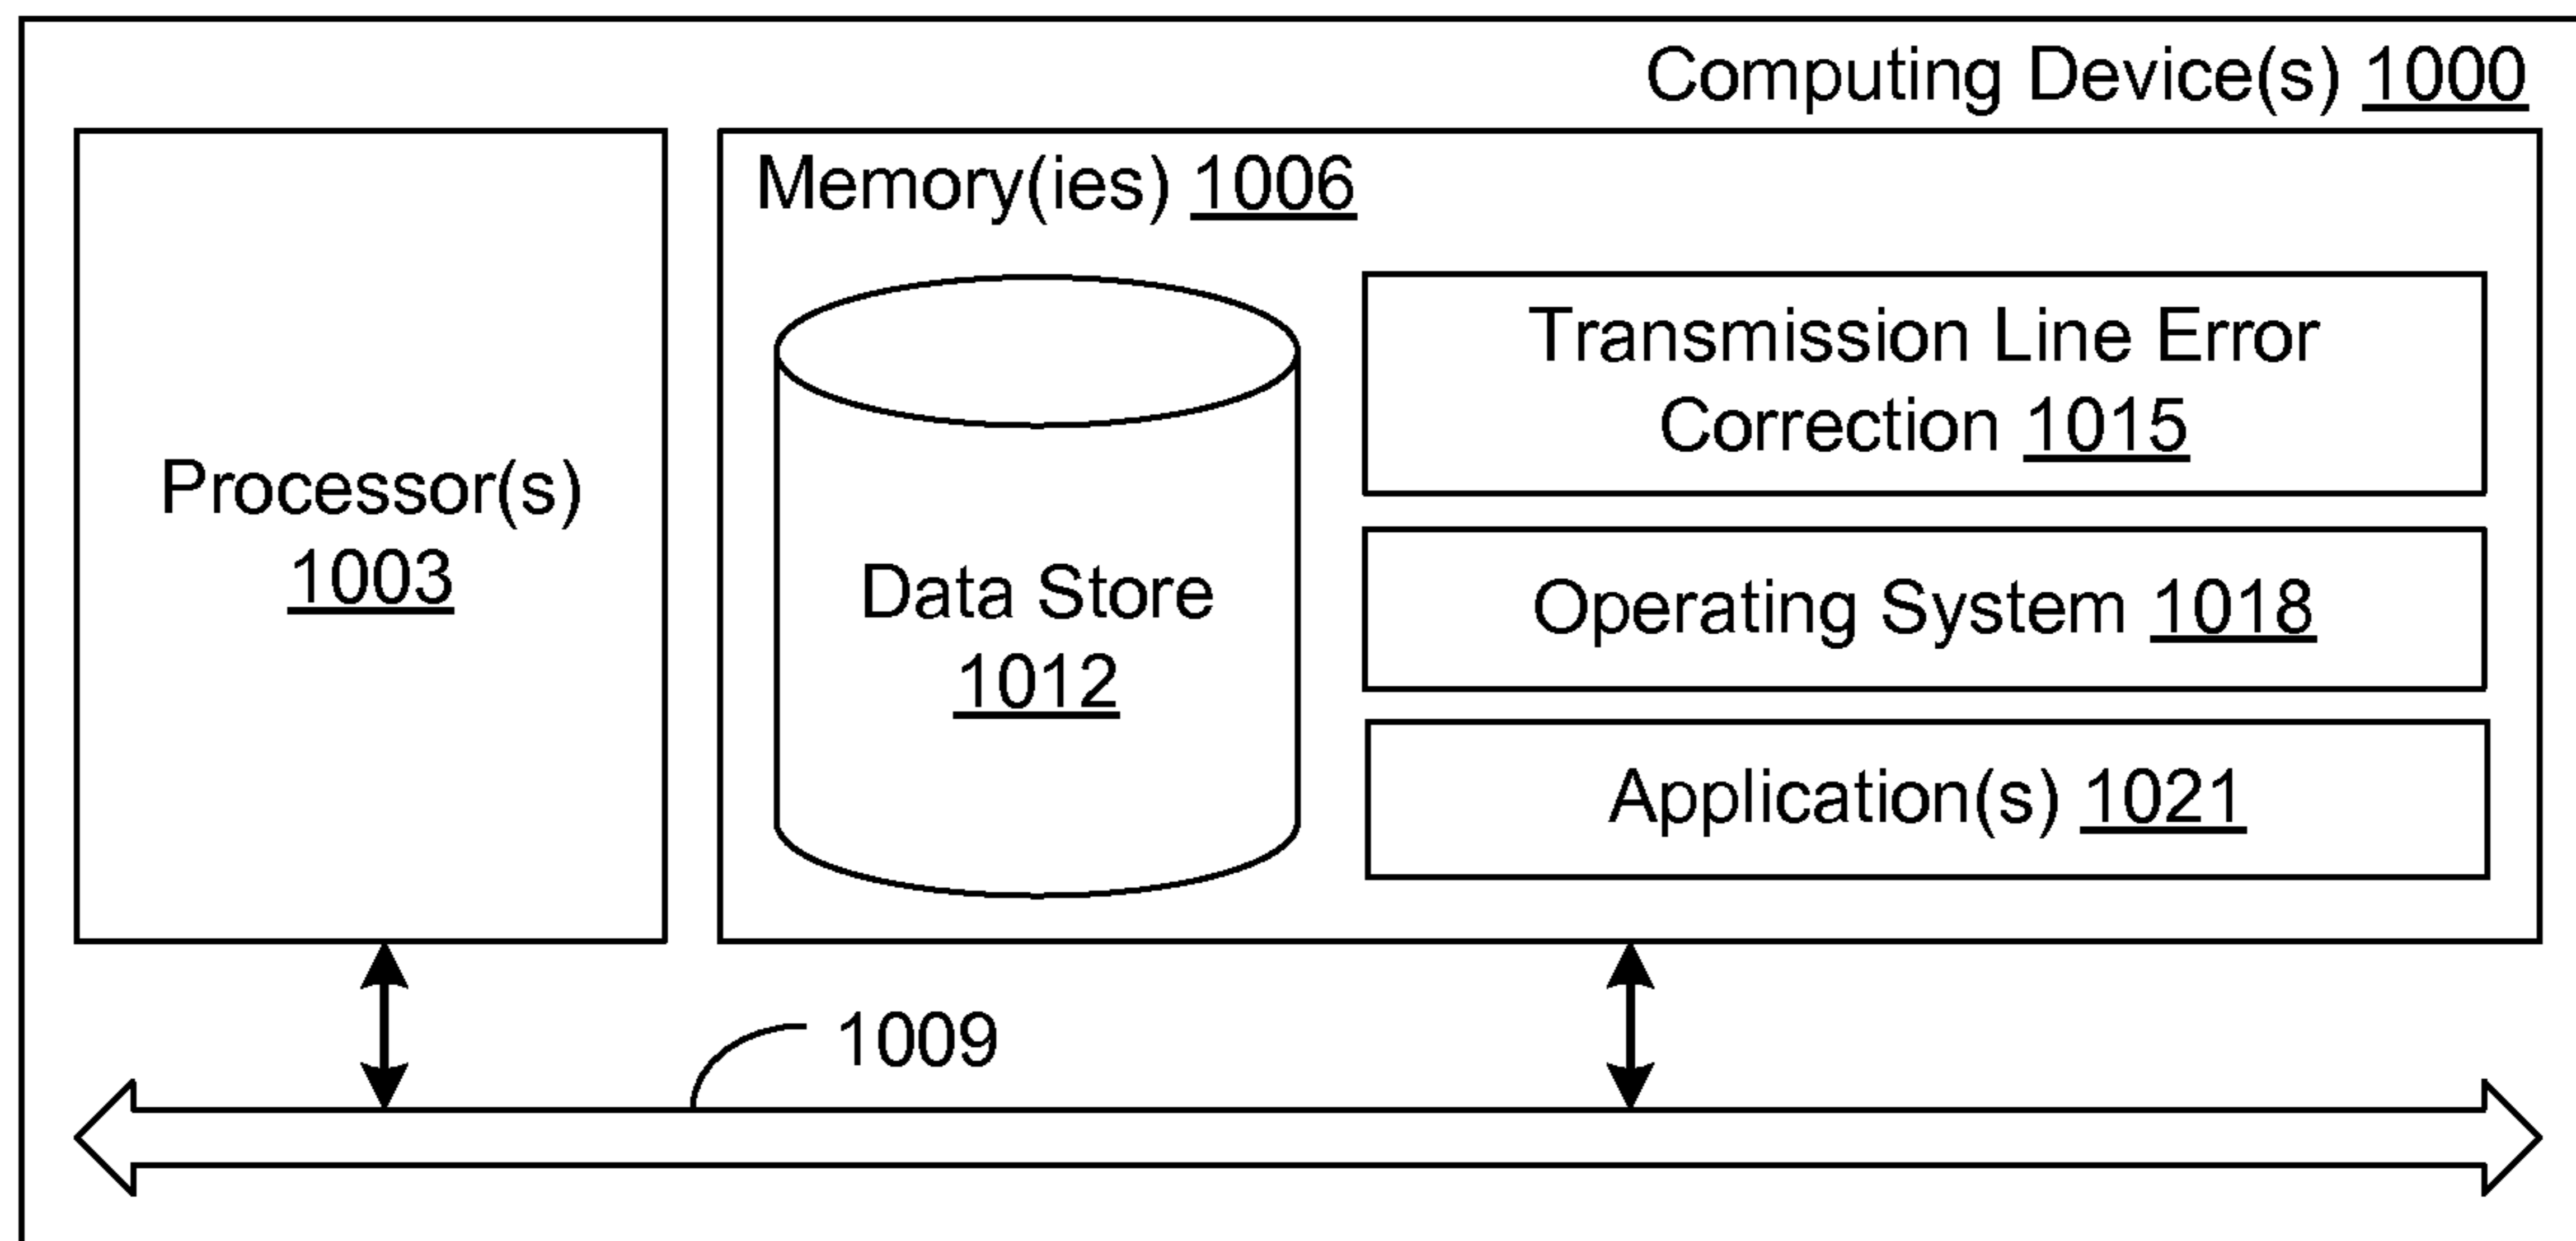 Computing Device(s) 1000
Processor(s)
1003
Memory(ies) 1006
Data Store
1012
Transmission Line Error
Correction 1015
Operating System 1018
Application(s) 1021
1009